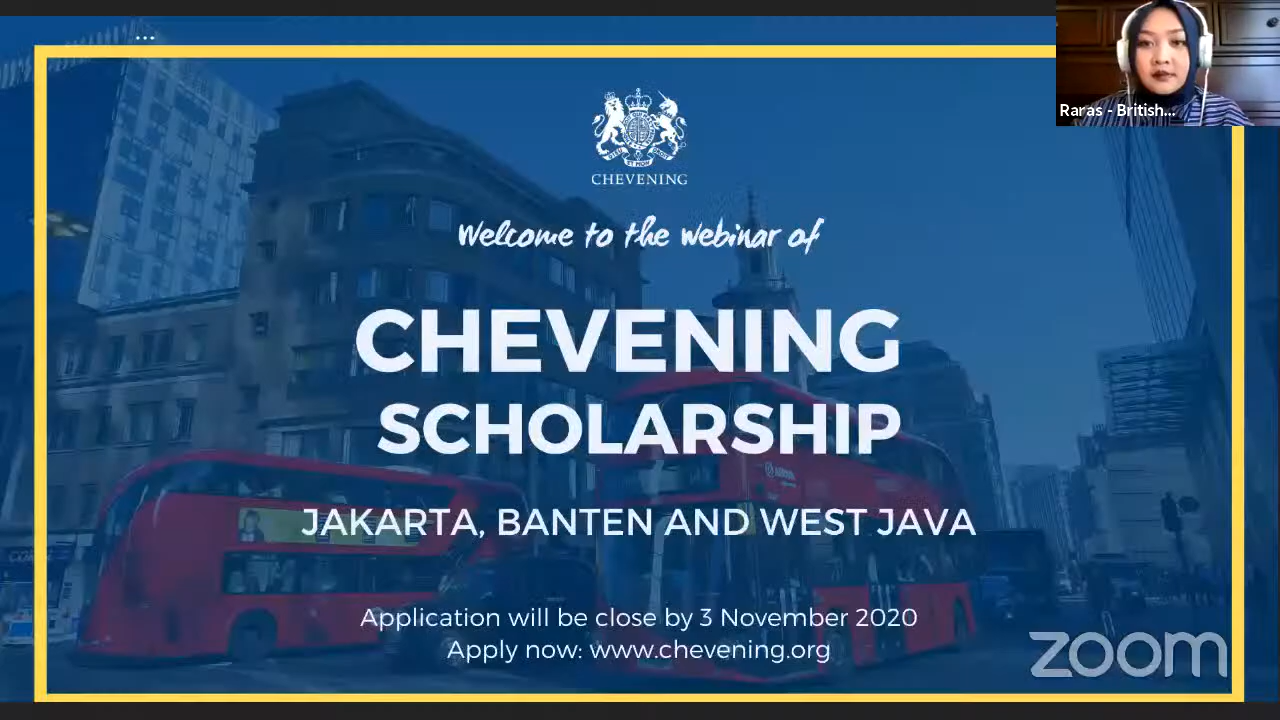 ...
Raras - British...
CHEVENING
Welcome to the webinar of
CHEVENING
SCHOLARSHIP
JAKARTA, BANTEN AND WEST JAVA
Application will be close by 3 November 2020
Apply now: www.chevening.org
zoom